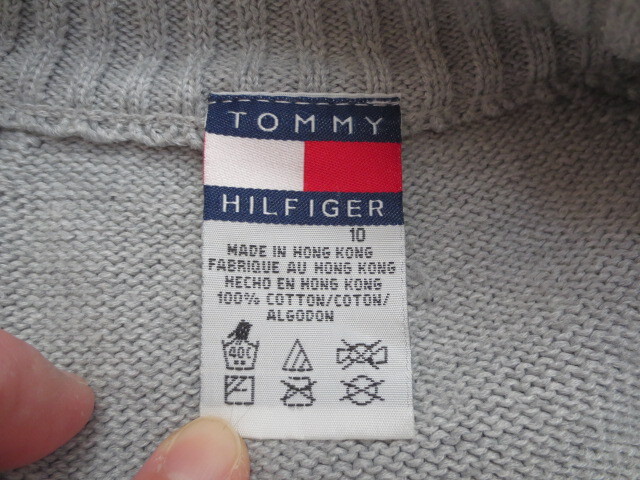 TOMMY
HILFIGER
10
MADE IN HONG KONG
FABRIQUE AU HONG KONG
HECHO EN HONG KONG
100% COTTON/COTON/
ALGODON
40C